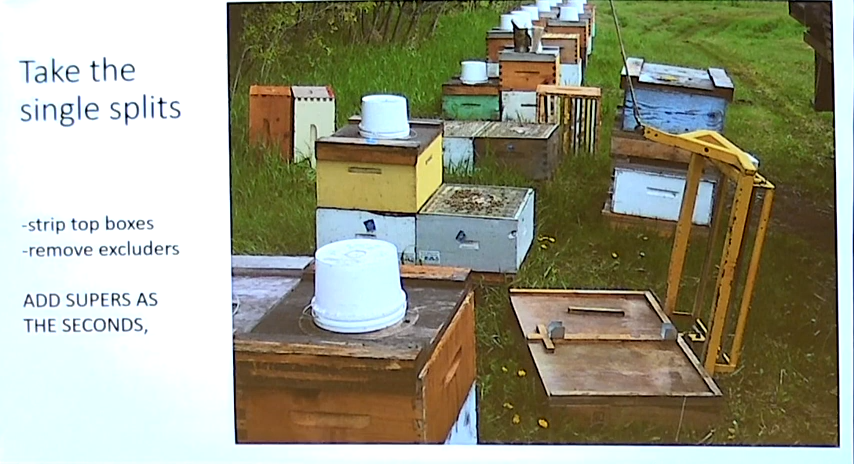 Take the
single splits
-strip top boxes
-remove excluders
ADD SUPERS AS
THE SECONDS,